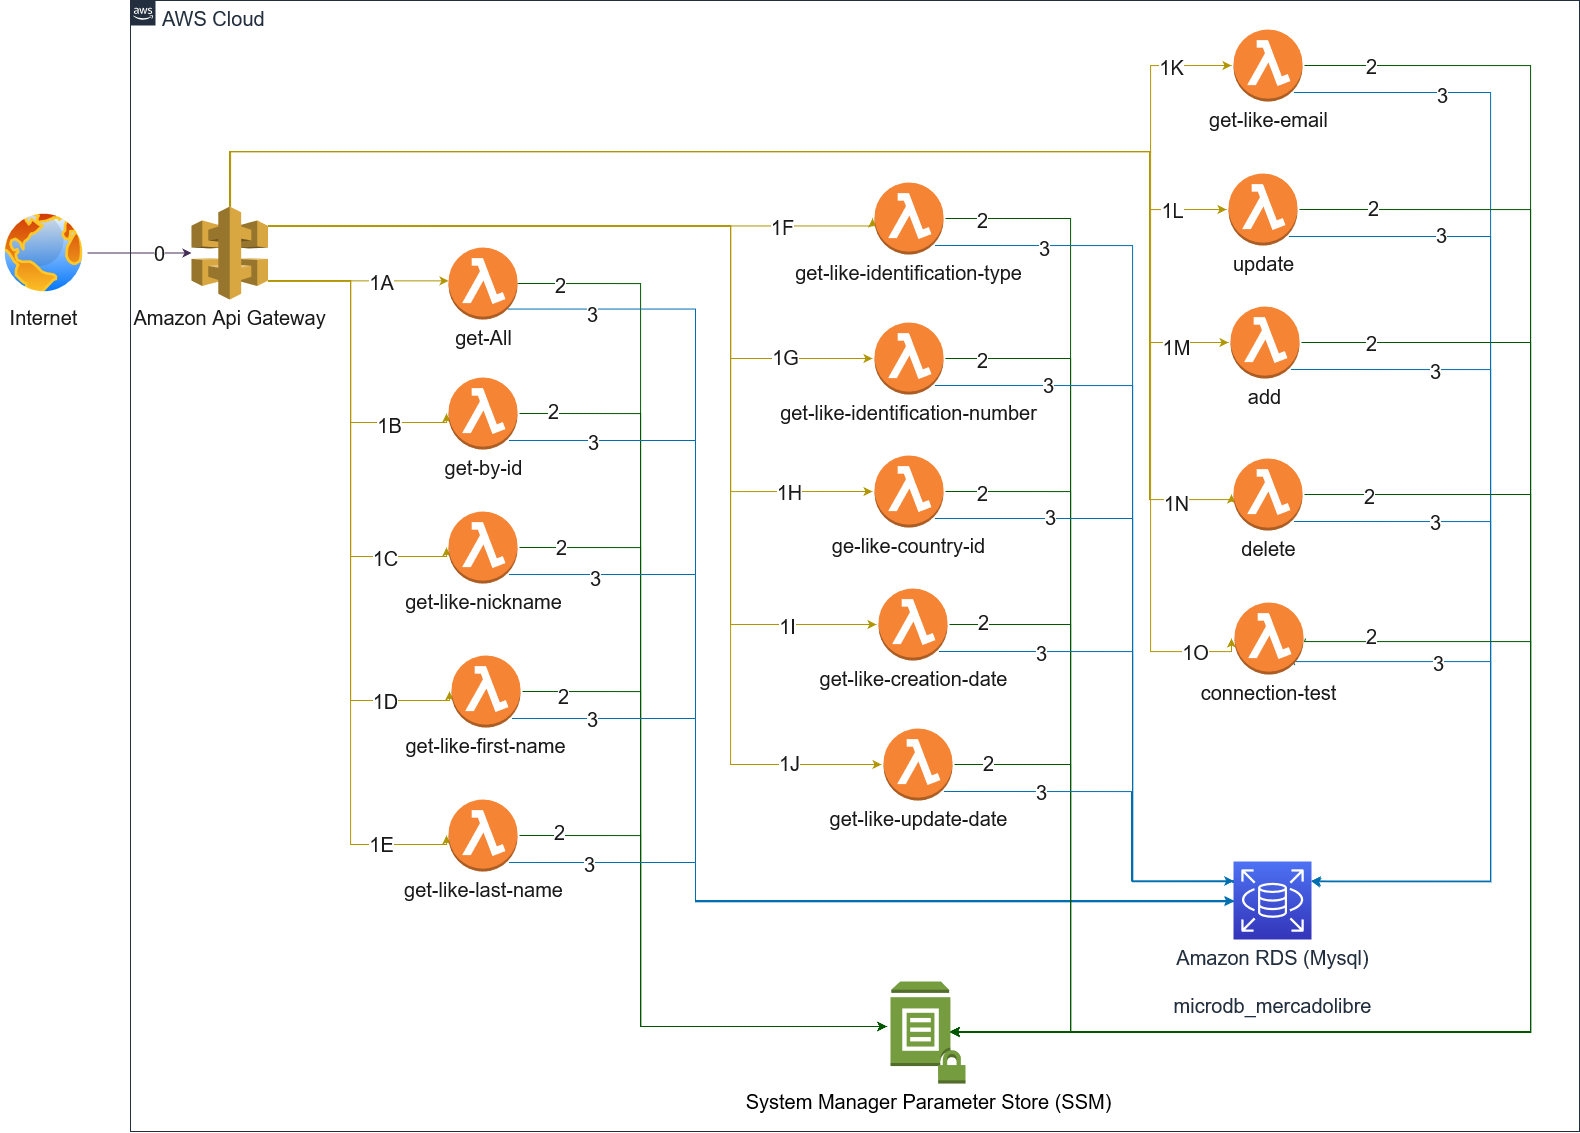 aws
AWS Cloud
Internet
0
Amazon Api Gateway
1A
2
3
get-All
1B
2
3
get-by-id
1C
2
3
get-like-nickname
1D
2
3
get-like-first-name
1E
2
3
get-like-last-name
1F
2
3
get-like-identification-type
1G
2
3
get-like-identification-number
1H
2
3
ge-like-country-id
1I
2
3
get-like-creation-date
1J
2
3
get-like-update-date
1K
2
3
get-like-email
1L
2
3
update
1M
2
3
add
1N
2
3
delete
1O
2
3
connection-test
Amazon RDS (Mysql)
microdb_mercadolibre
System Manager Parameter Store (SSM)